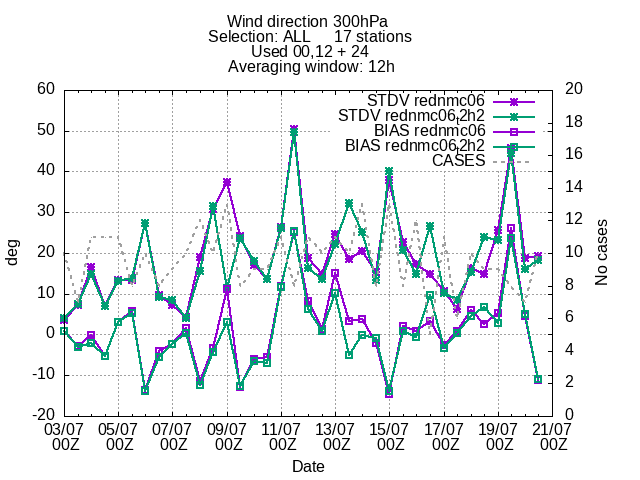 Wind direction 300hPa
Selection: ALL 17 stations
Used 00,12 + 24
Averaging window: 12h
STDV rednmc06
STDV rednmc06,2h2
BIAS rednmc06
BIAS rednmc06,2h2
CASES
60
50
40
30
20
10
0
-10
-20
deg
20
18
16
14
12
10
8
6
4
2
0
No cases
03/07 05/07 07/07 09/07 11/07 13/07 15/07 17/07 19/07 21/07
00Z 00Z 00Z 00Z 00Z 00Z 00Z 00Z 00Z 00Z
Date